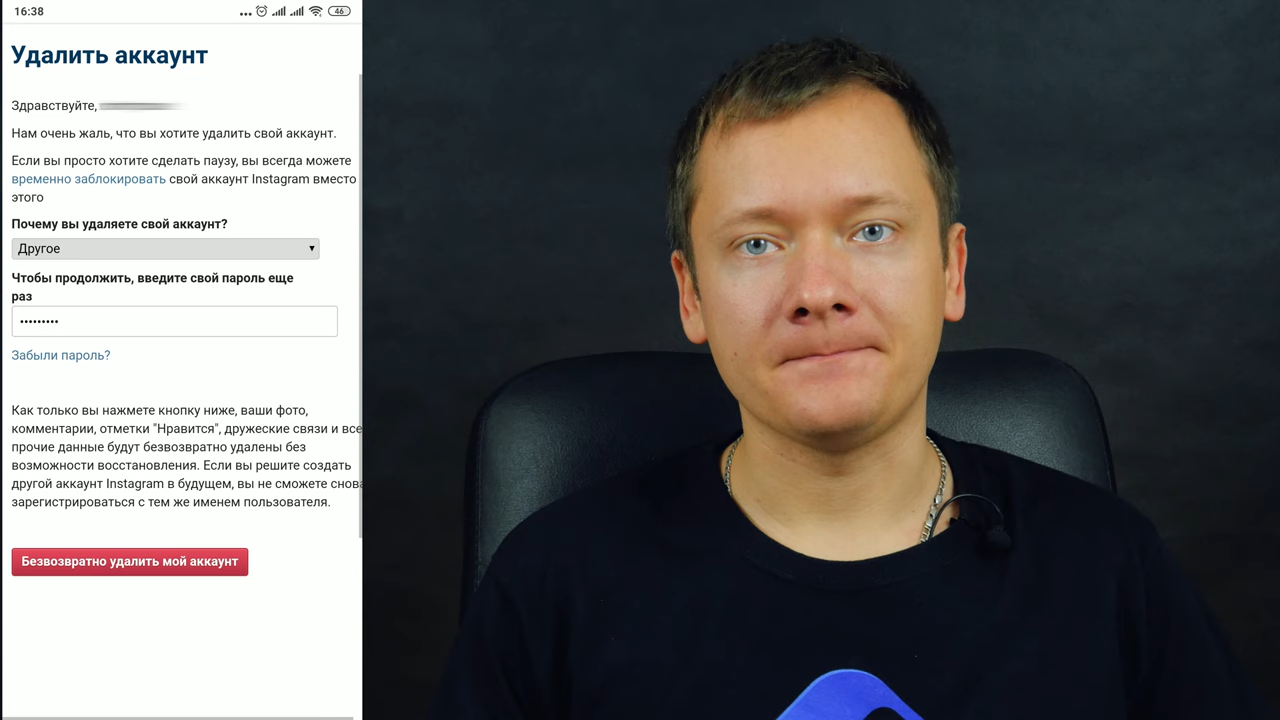 16:38
46
Удалить аккаунт
Здравствуйте,
Нам очень жаль, что вы хотите удалить свой аккаунт.
Если вы просто хотите сделать паузу, вы всегда можете
временно заблокировать свой аккаунт Instagram вместо
этого
Почему вы удаляете свой аккаунт?
Другое
Чтобы продолжить, введите свой пароль еще
раз
•••••••••
Забыли пароль?
Как только вы нажмете кнопку ниже, ваши фото,
комментарии, отметки "Нравится", дружеские связи и все
прочие данные будут безвозвратно удалены без
возможности восстановления. Если вы решите создать
другой аккаунт Instagram в будущем, вы не сможете снова
зарегистрироваться с тем же именем пользователя.
Безвозвратно удалить мой аккаунт